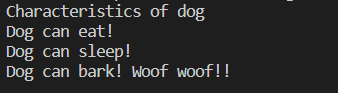 Characteristics of dog
Dog can eat!
Dog can sleep!
Dog can bark! Woof woof!!